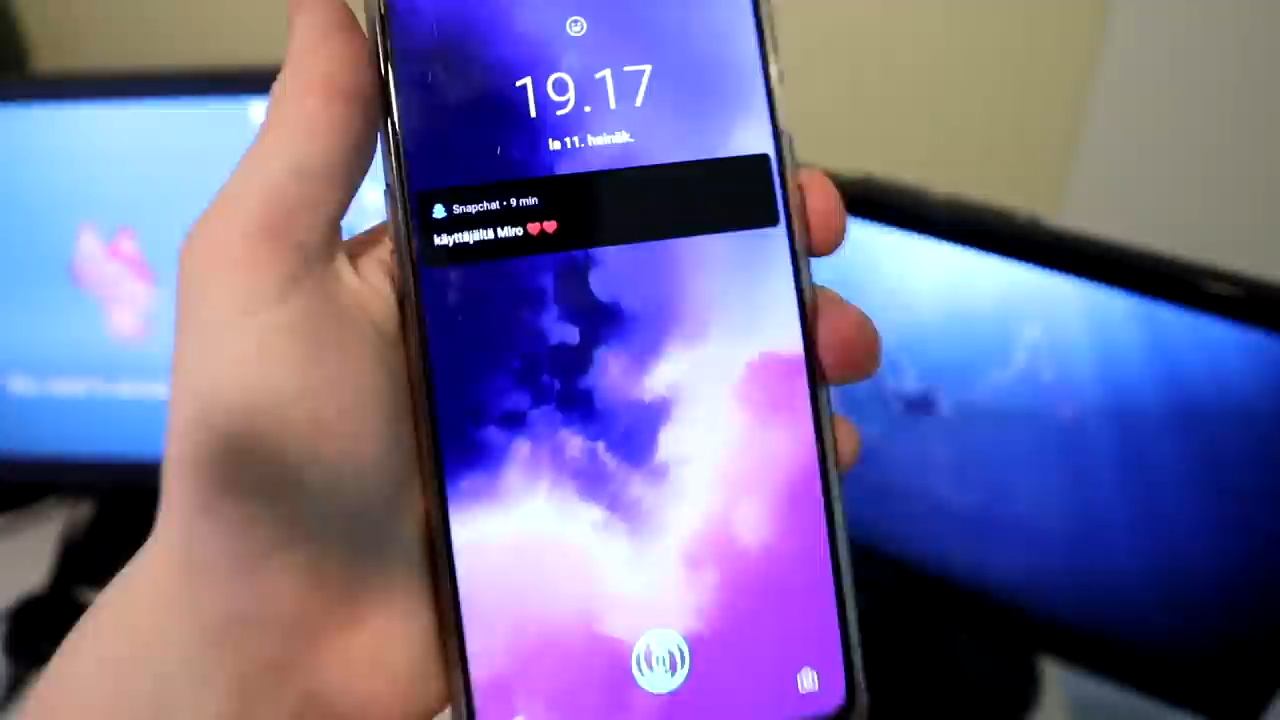 19.17
la 11. heinäk.
Snapchat • 9 min
käyttäjältä Miro ❤️❤️